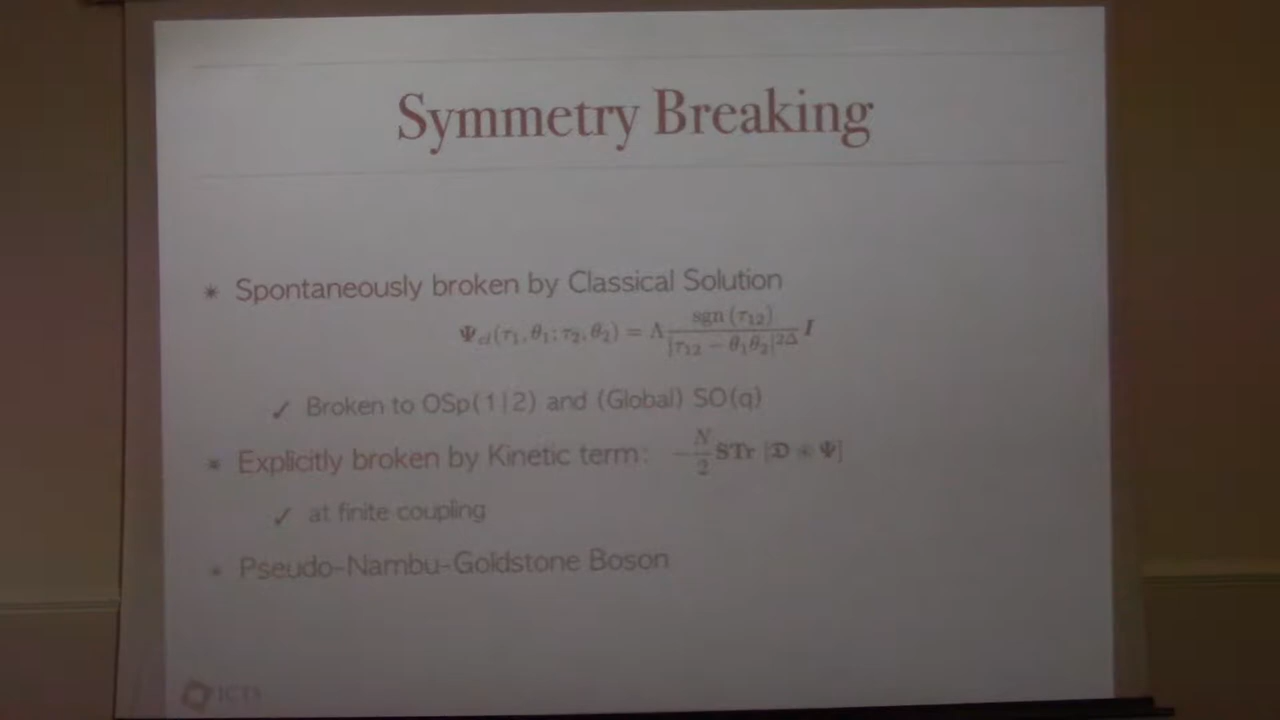 Symmetry Breaking
* Spontaneously broken by Classical Solution
Ψcl(τ1, θ1; τ2, θ2) = Λ sgn (τ12) / |τ12 − θ1θ2|^2Δ I
✓ Broken to OSp(1|2) and (Global) SO(q)
* Explicitly broken by Kinetic term: −N/2 STr [𝔇 ⊛ Ψ]
✓ at finite coupling
* Pseudo-Nambu-Goldstone Boson
ICTS